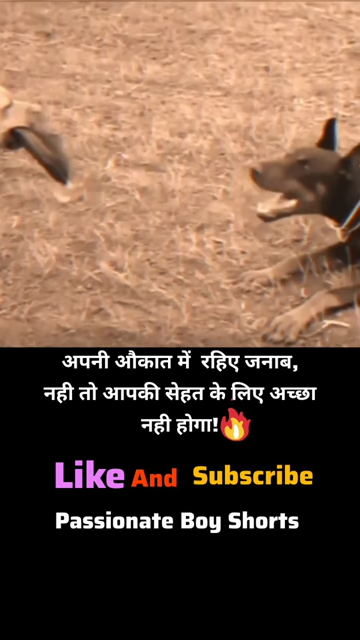 अपनी औकात में रहिए जनाब,
नही तो आपकी सेहत के लिए अच्छा
नही होगा!
Like And Subscribe
Passionate Boy Shorts